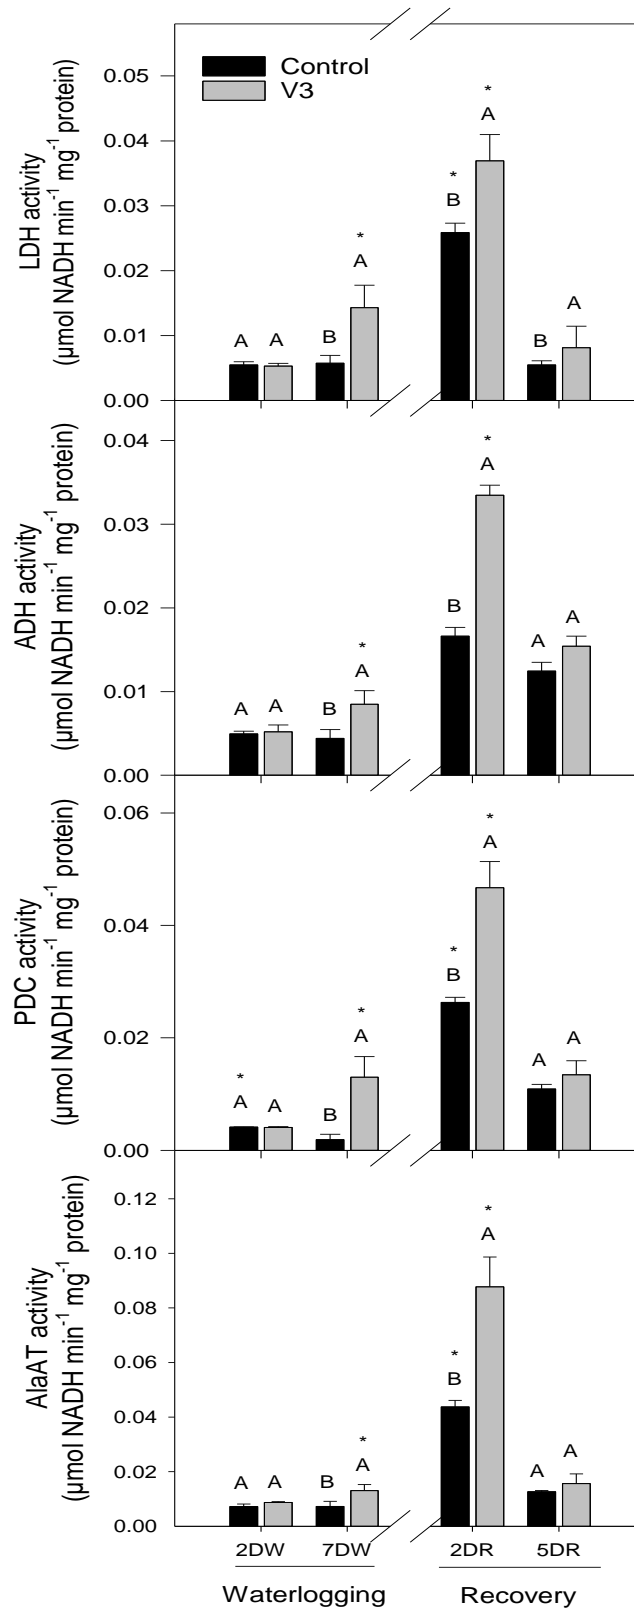 Control
V3
LDH activity
(µmol NADH min⁻¹ mg⁻¹ protein)
0.05
0.04
0.03
0.02
0.01
0.00
* *
A A B A B A B A
*
ADH activity
(µmol NADH min⁻¹ mg⁻¹ protein)
0.04
0.03
0.02
0.01
0.00
*
A A B A B A A A
*
PDC activity
(µmol NADH min⁻¹ mg⁻¹ protein)
0.06
0.04
0.02
0.00
* * * *
A A B A B A A A
AlaAT activity
(µmol NADH min⁻¹ mg⁻¹ protein)
0.12
0.10
0.08
0.06
0.04
0.02
0.00
* * *
A A B A B A A A
2DW 7DW 2DR 5DR
Waterlogging Recovery